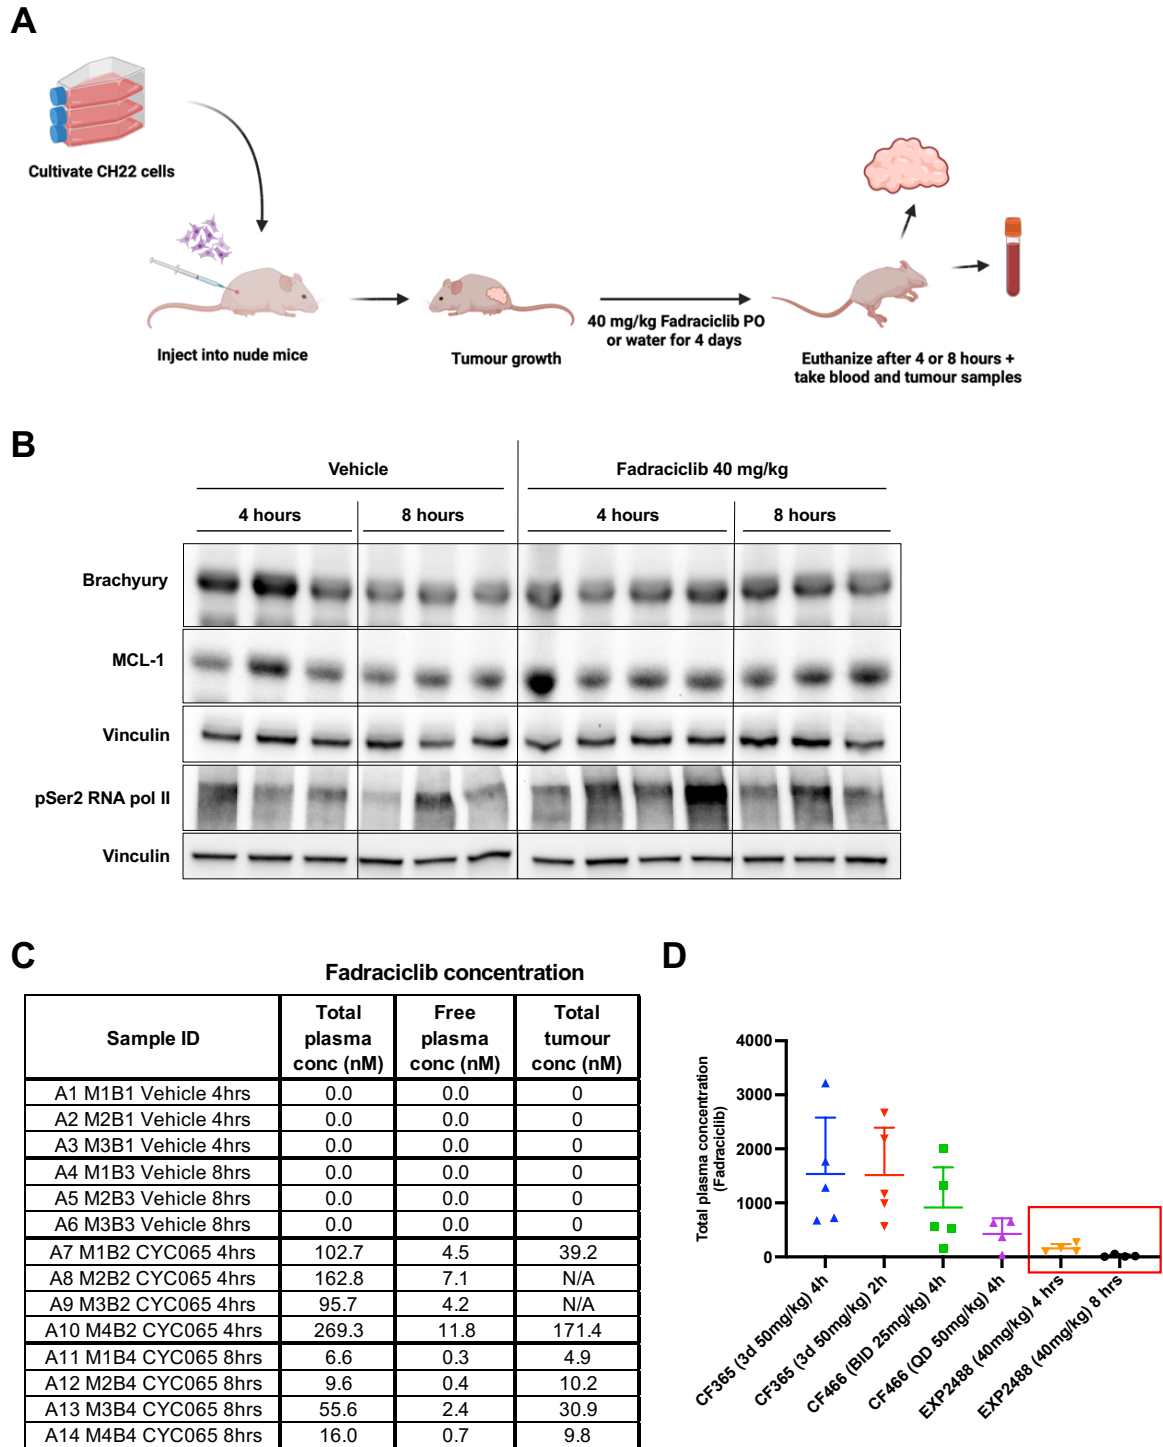 A
Cultivate CH22 cells
Inject into nude mice
Tumour growth
40 mg/kg Fadraciclib PO
or water for 4 days
Euthanize after 4 or 8 hours +
take blood and tumour samples
B
Vehicle
Fadraciclib 40 mg/kg
4 hours
8 hours
4 hours
8 hours
Brachyury
MCL-1
Vinculin
pSer2 RNA pol II
Vinculin
C
Fadraciclib concentration
Sample ID
Total plasma conc (nM)
Free plasma conc (nM)
Total tumour conc (nM)
A1 M1B1 Vehicle 4hrs 0.0 0.0 0
A2 M2B1 Vehicle 4hrs 0.0 0.0 0
A3 M3B1 Vehicle 4hrs 0.0 0.0 0
A4 M1B3 Vehicle 8hrs 0.0 0.0 0
A5 M2B3 Vehicle 8hrs 0.0 0.0 0
A6 M3B3 Vehicle 8hrs 0.0 0.0 0
A7 M1B2 CYC065 4hrs 102.7 4.5 39.2
A8 M2B2 CYC065 4hrs 162.8 7.1 N/A
A9 M3B2 CYC065 4hrs 95.7 4.2 N/A
A10 M4B2 CYC065 4hrs 269.3 11.8 171.4
A11 M1B4 CYC065 8hrs 6.6 0.3 4.9
A12 M2B4 CYC065 8hrs 9.6 0.4 10.2
A13 M3B4 CYC065 8hrs 55.6 2.4 30.9
A14 M4B4 CYC065 8hrs 16.0 0.7 9.8
D
Total plasma concentration
(Fadraciclib)
4000
3000
2000
1000
0
CF365 (3d 50mg/kg) 4h
CF365 (3d 50mg/kg) 2h
CF466 (BID 25mg/kg) 4h
CF466 (QD 50mg/kg) 4h
EXP2488 (40mg/kg) 4 hrs
EXP2488 (40mg/kg) 8 hrs